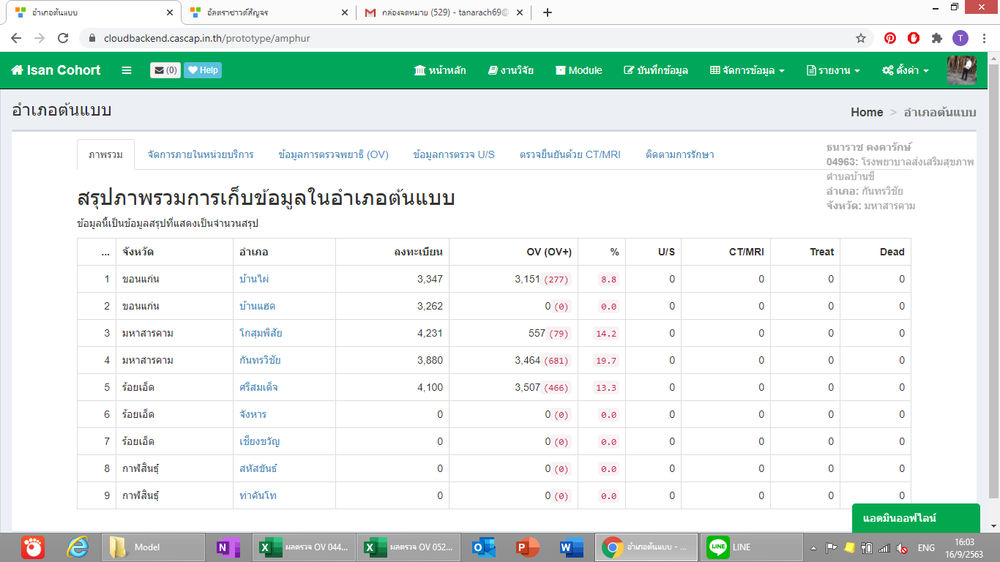 อำเภอต้นแบบ
อัลตราซาวด์สัญจร
กล่องจดหมาย (529) - tanarach69@
cloudbackend.cascap.in.th/prototype/amphur
T
Isan Cohort
(0)
Help
หน้าหลัก
งานวิจัย
Module
บันทึกข้อมูล
จัดการข้อมูล
รายงาน
ตั้งค่า
อำเภอต้นแบบ
Home > อำเภอต้นแบบ
ภาพรวม
จัดการภายในหน่วยบริการ
ข้อมูลการตรวจพยาธิ (OV)
ข้อมูลการตรวจ U/S
ตรวจยืนยันด้วย CT/MRI
ติดตามการรักษา
ธนาราช คงคารักษ์
04963: โรงพยาบาลส่งเสริมสุขภาพ
ตำบลบ้านขี
อำเภอ: กันทรวิชัย
จังหวัด: มหาสารคาม
สรุปภาพรวมการเก็บข้อมูลในอำเภอต้นแบบ
ข้อมูลนี้เป็นข้อมูลสรุปที่แสดงเป็นจำนวนสรุป
... จังหวัด อำเภอ ลงทะเบียน OV (OV+) % U/S CT/MRI Treat Dead
1 ขอนแก่น บ้านไผ่ 3,347 3,151 (277) 8.8 0 0 0 0
2 ขอนแก่น บ้านแฮด 3,262 0 (0) 0.0 0 0 0 0
3 มหาสารคาม โกสุมพิสัย 4,231 557 (79) 14.2 0 0 0 0
4 มหาสารคาม กันทรวิชัย 3,880 3,464 (681) 19.7 0 0 0 0
5 ร้อยเอ็ด ศรีสมเด็จ 4,100 3,507 (466) 13.3 0 0 0 0
6 ร้อยเอ็ด จังหาร 0 0 (0) 0.0 0 0 0 0
7 ร้อยเอ็ด เชียงขวัญ 0 0 (0) 0.0 0 0 0 0
8 กาฬสินธุ์ สหัสขันธ์ 0 0 (0) 0.0 0 0 0 0
9 กาฬสินธุ์ ท่าคันโท 0 0 (0) 0.0 0 0 0 0
แอดมินออฟไลน์
Model
ผลตรวจ OV 044...
ผลตรวจ OV 052...
อำเภอต้นแบบ - ...
LINE
ENG
16:03
16/9/2563